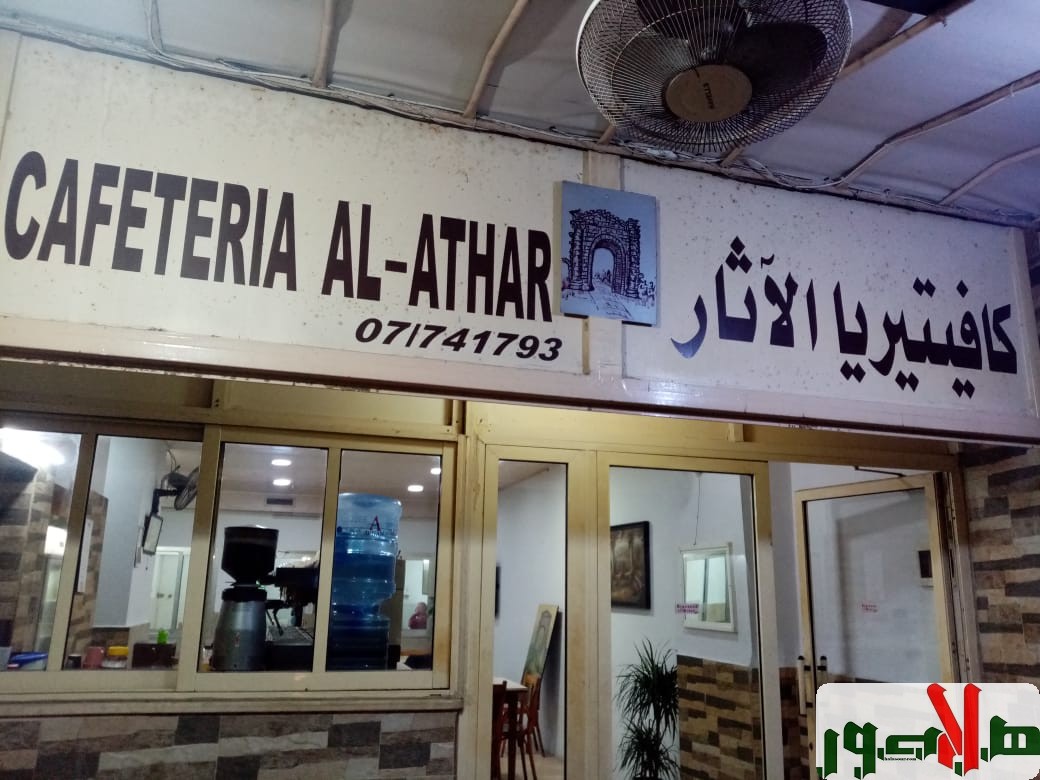 CAFETERIA AL-ATHAR
07/741793
كافيتيريا الآثار
هلا صور